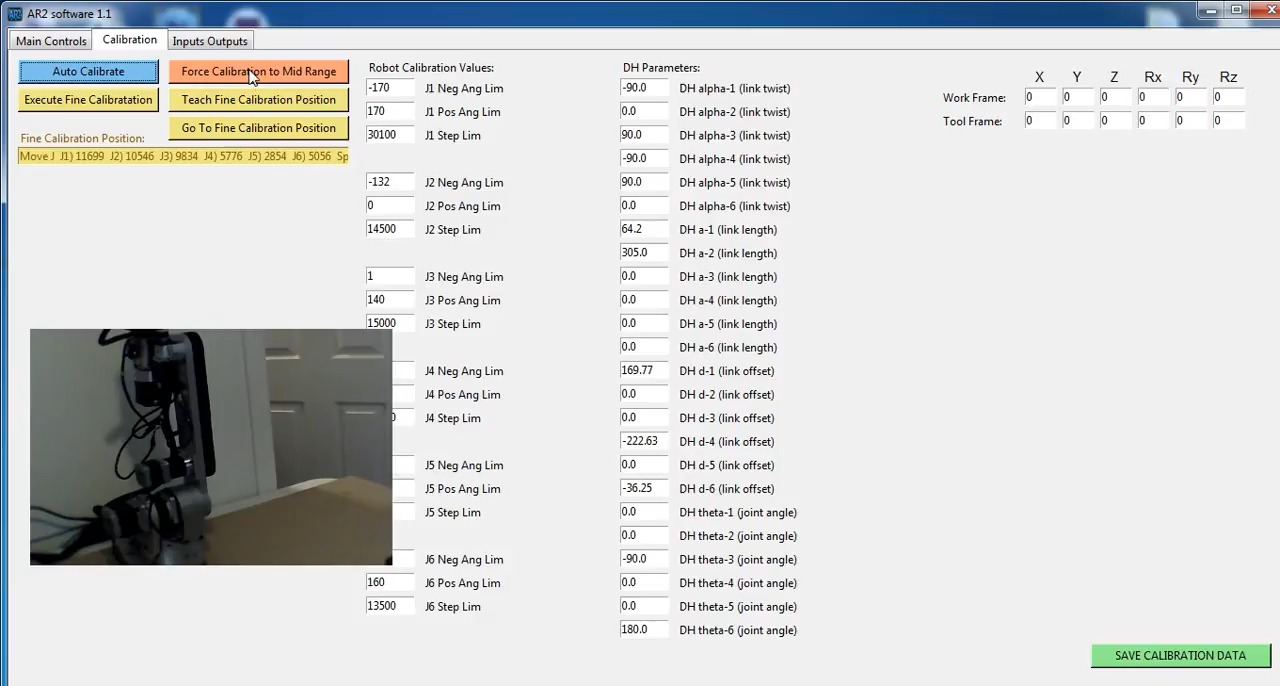 AR2 software 1.1
Main Controls Calibration Inputs Outputs
Auto Calibrate Force Calibration to Mid Range
Execute Fine Calibratation Teach Fine Calibration Position
Go To Fine Calibration Position
Fine Calibration Position:
Move J J1) 11699 J2) 10546 J3) 9834 J4) 5776 J5) 2854 J6) 5056 Sp
Robot Calibration Values:
-170 J1 Neg Ang Lim
170 J1 Pos Ang Lim
30100 J1 Step Lim
-132 J2 Neg Ang Lim
0 J2 Pos Ang Lim
14500 J2 Step Lim
1 J3 Neg Ang Lim
140 J3 Pos Ang Lim
15000 J3 Step Lim
J4 Neg Ang Lim
J4 Pos Ang Lim
J4 Step Lim
J5 Neg Ang Lim
J5 Pos Ang Lim
J5 Step Lim
J6 Neg Ang Lim
160 J6 Pos Ang Lim
13500 J6 Step Lim
DH Parameters:
-90.0 DH alpha-1 (link twist)
0.0 DH alpha-2 (link twist)
90.0 DH alpha-3 (link twist)
-90.0 DH alpha-4 (link twist)
90.0 DH alpha-5 (link twist)
0.0 DH alpha-6 (link twist)
64.2 DH a-1 (link length)
305.0 DH a-2 (link length)
0.0 DH a-3 (link length)
0.0 DH a-4 (link length)
0.0 DH a-5 (link length)
0.0 DH a-6 (link length)
169.77 DH d-1 (link offset)
0.0 DH d-2 (link offset)
0.0 DH d-3 (link offset)
-222.63 DH d-4 (link offset)
0.0 DH d-5 (link offset)
-36.25 DH d-6 (link offset)
0.0 DH theta-1 (joint angle)
0.0 DH theta-2 (joint angle)
-90.0 DH theta-3 (joint angle)
0.0 DH theta-4 (joint angle)
0.0 DH theta-5 (joint angle)
180.0 DH theta-6 (joint angle)
X Y Z Rx Ry Rz
Work Frame: 0 0 0 0 0 0
Tool Frame: 0 0 0 0 0 0
SAVE CALIBRATION DATA